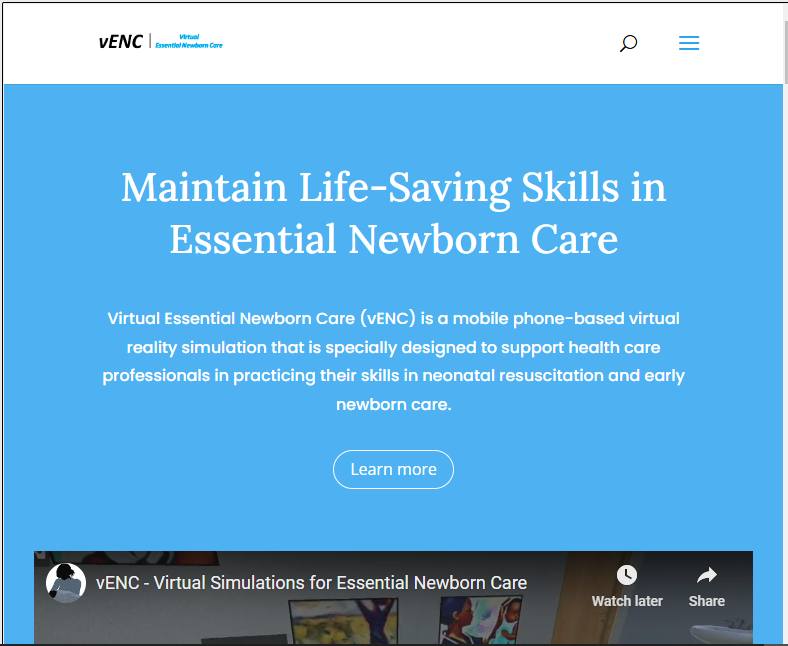 vENC | Virtual
Essential Newborn Care
Maintain Life-Saving Skills in
Essential Newborn Care
Virtual Essential Newborn Care (vENC) is a mobile phone-based virtual
reality simulation that is specially designed to support health care
professionals in practicing their skills in neonatal resuscitation and early
newborn care.
Learn more
vENC - Virtual Simulations for Essential Newborn Care
Watch later
Share